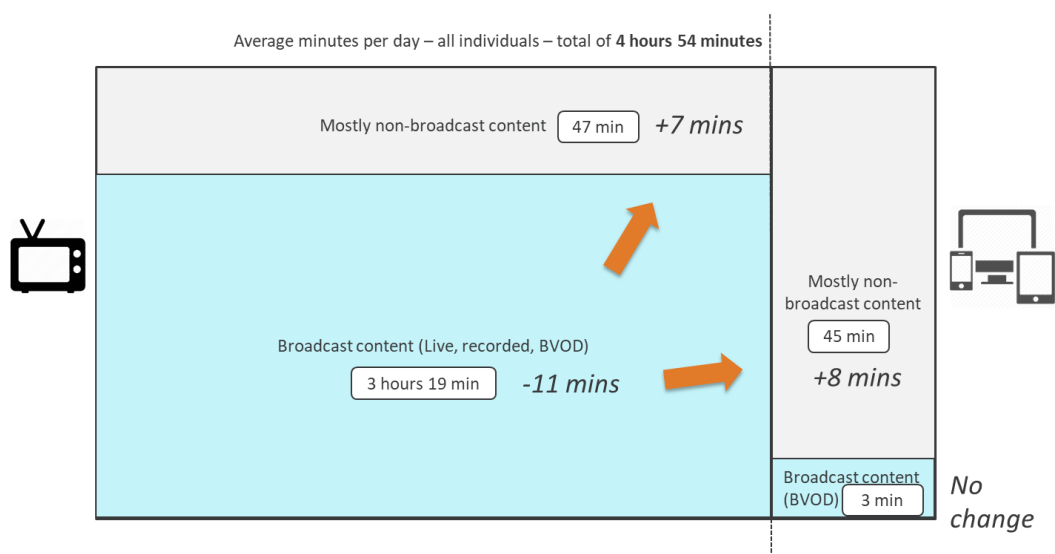 Average minutes per day – all individuals – total of 4 hours 54 minutes
Mostly non-broadcast content 47 min +7 mins
Broadcast content (Live, recorded, BVOD)
3 hours 19 min -11 mins
Mostly non-
broadcast content
45 min
+8 mins
Broadcast content
(BVOD) 3 min
No
change